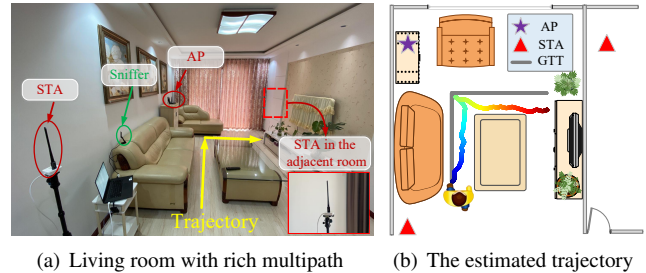 STA
Sniffer
AP
STA in the
adjacent room
Trajectory
AP
STA
GTT
(a) Living room with rich multipath
(b) The estimated trajectory